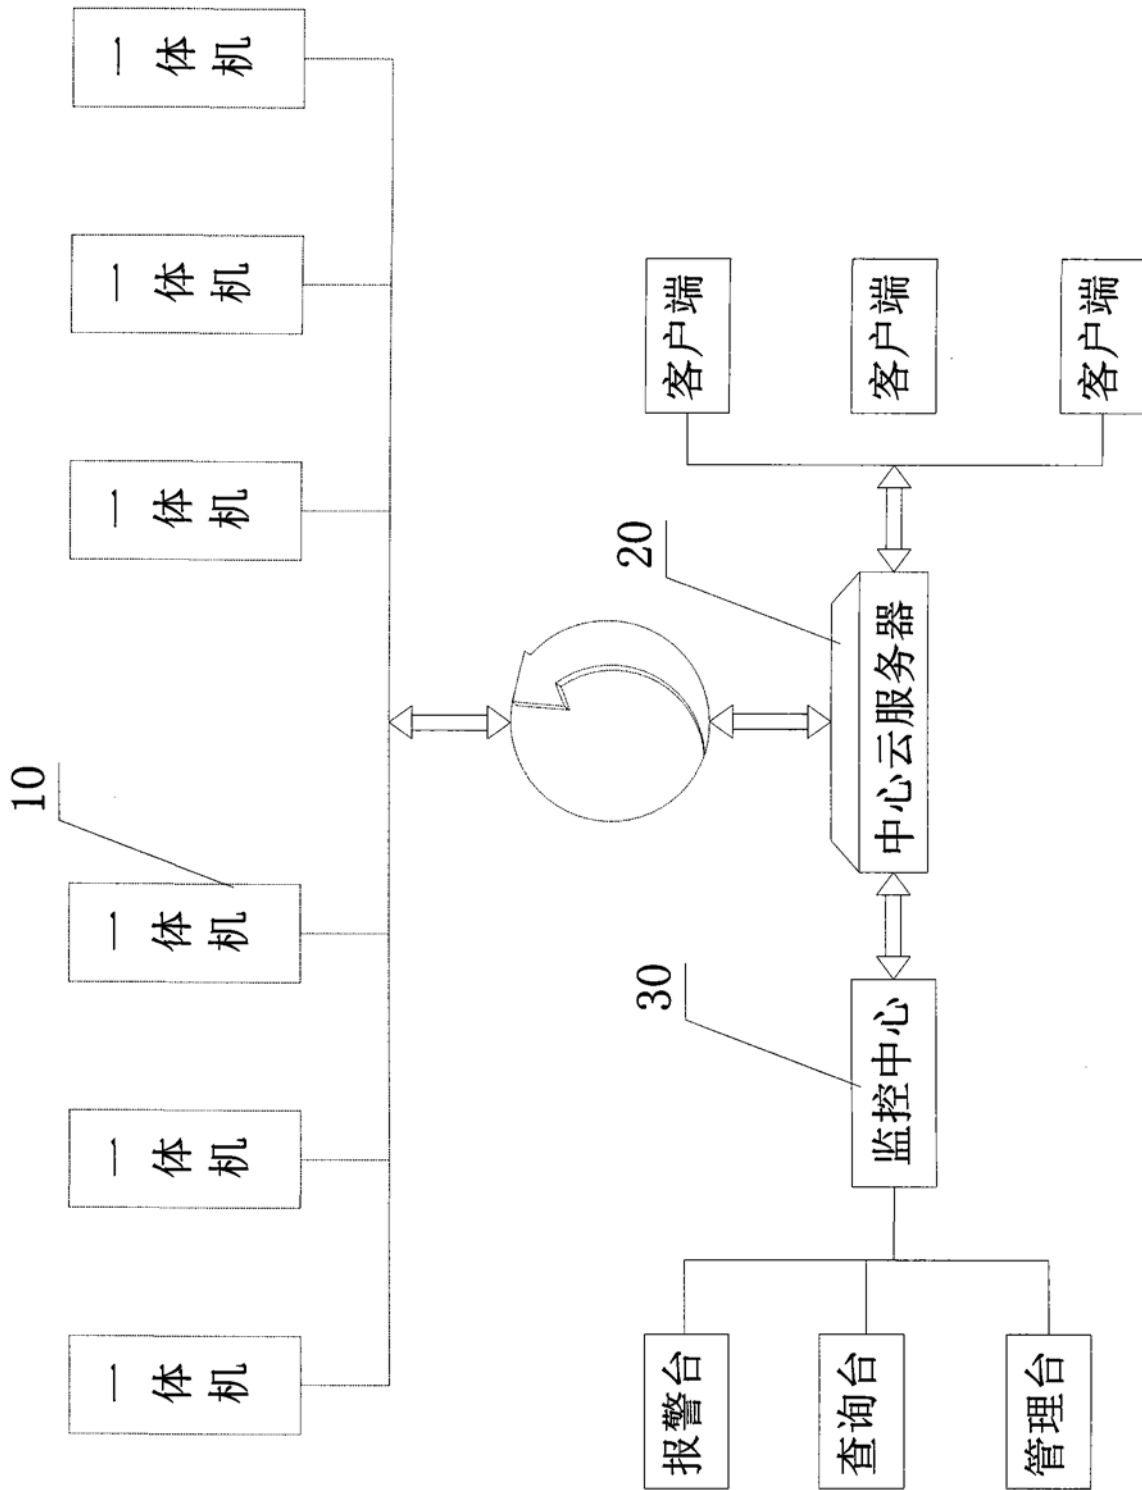 10
一体机
一体机
一体机
一体机
一体机
一体机
30
20
报警台
客户端
查询台
监控中心
中心云服务器
客户端
管理台
客户端